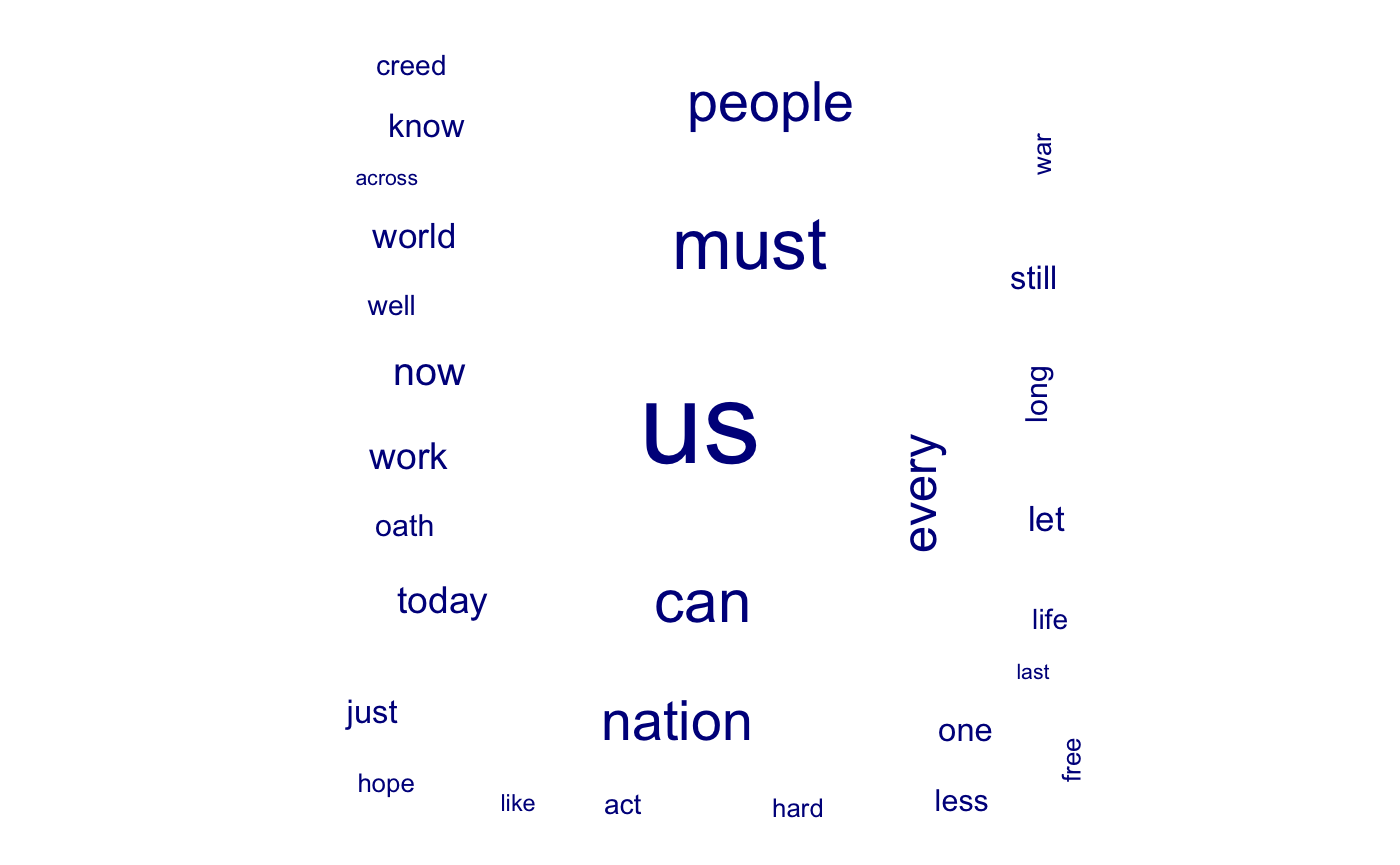 creed
people
know
war
across
world
must
still
well
now
long
us
work
every
oath
let
today
can
life
last
just
nation
one
free
hope
like
act
hard
less